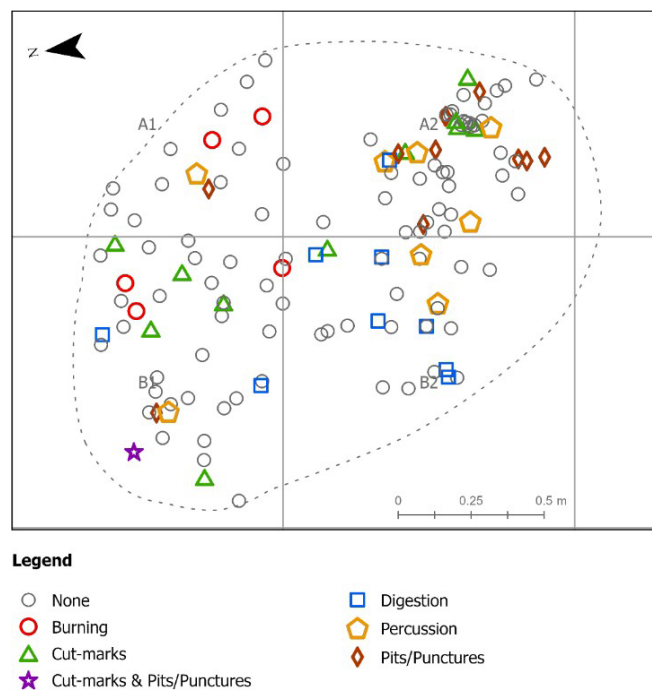 N
A1
A2
B1
B2
0 0.25 0.5 m
Legend
None
Burning
Cut-marks
Cut-marks & Pits/Punctures
Digestion
Percussion
Pits/Punctures